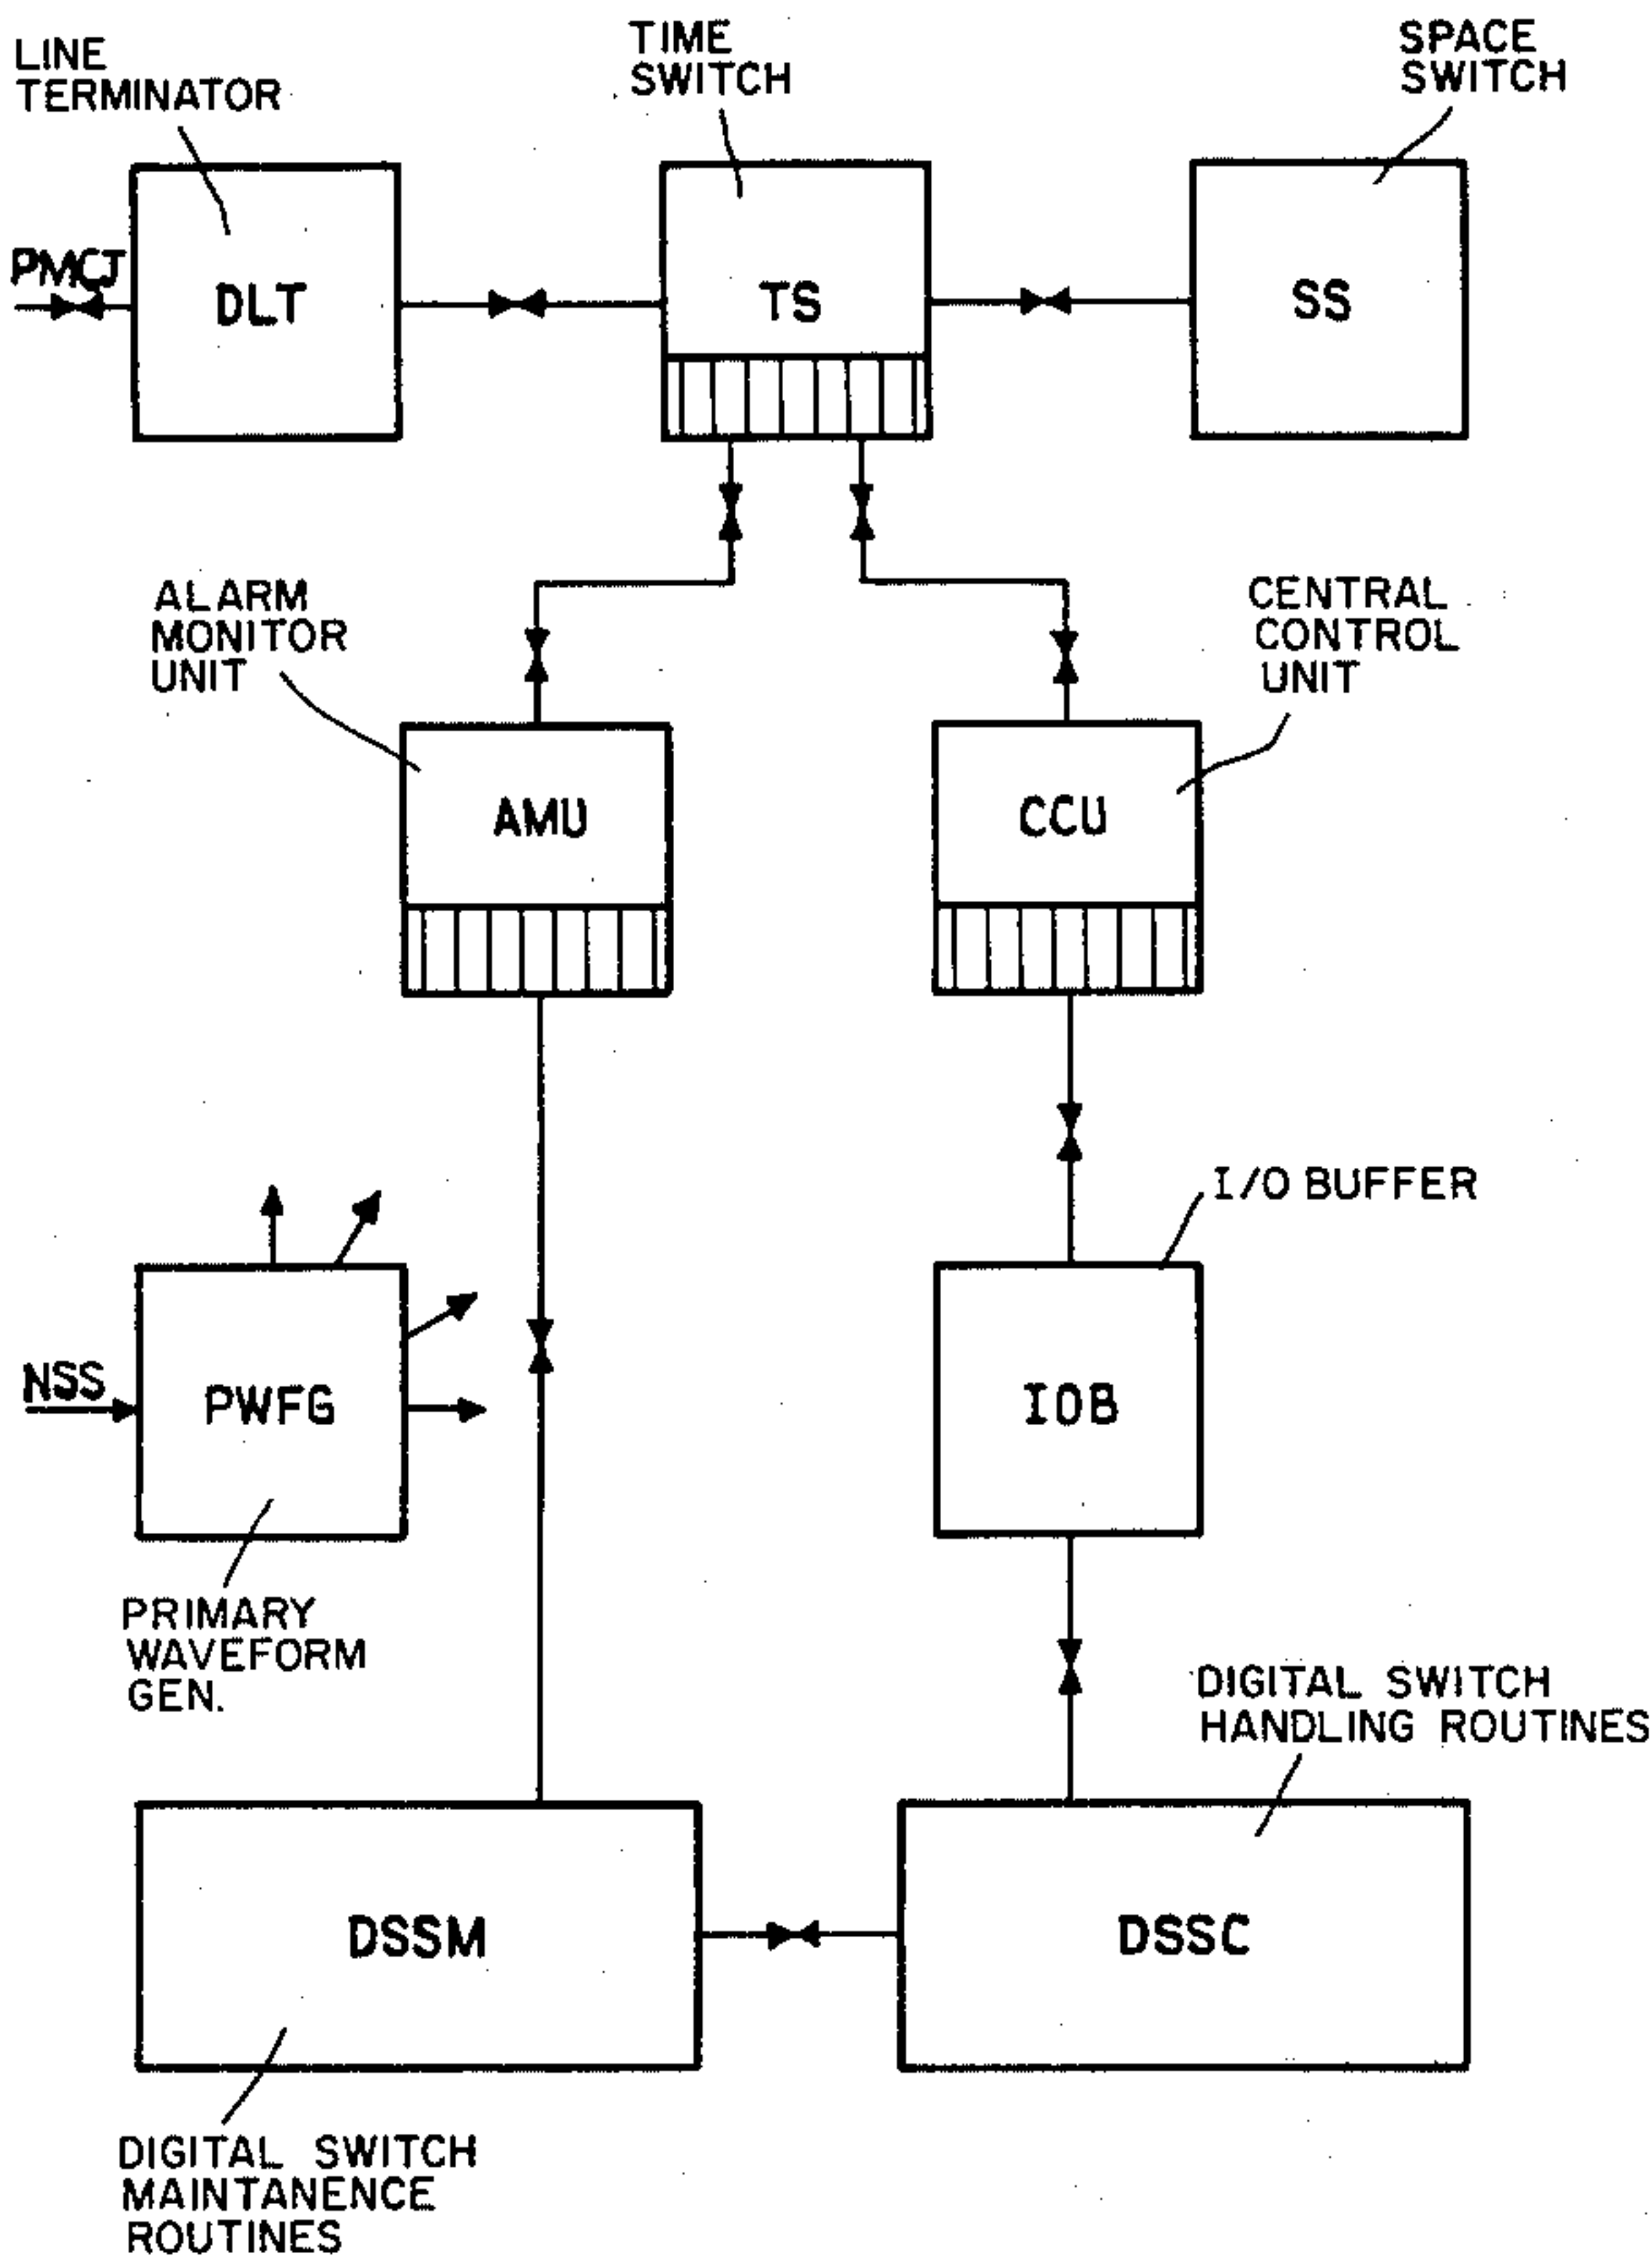 LINE
TERMINATOR
TIME
SWITCH
SPACE
SWITCH
PMCJ
DLT
TS
SS
ALARM
MONITOR
UNIT
CENTRAL
CONTROL
UNIT
AMU
CCU
I/O BUFFER
NSS
PWFG
IOB
PRIMARY
WAVEFORM
GEN.
DIGITAL SWITCH
HANDLING ROUTINES
DSSM
DSSC
DIGITAL SWITCH
MAINTANENCE
ROUTINES